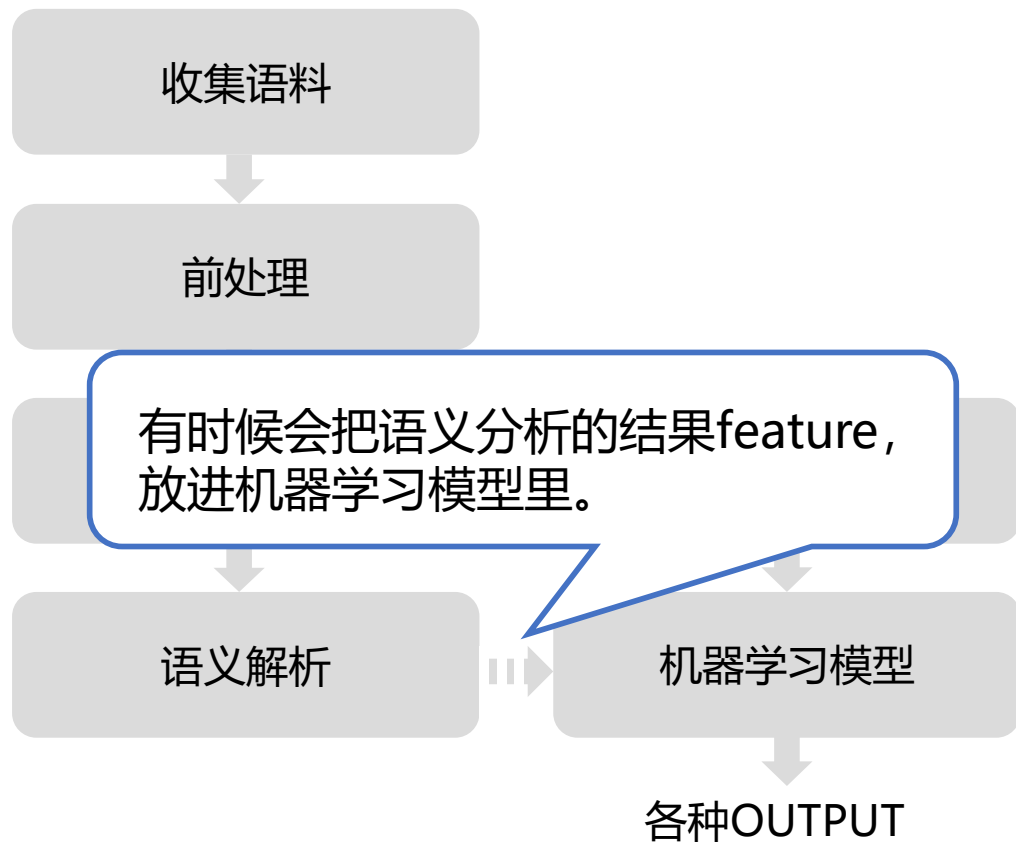 收集语料
前处理
有时候会把语义分析的结果feature，
放进机器学习模型里。
语义解析
机器学习模型
各种OUTPUT